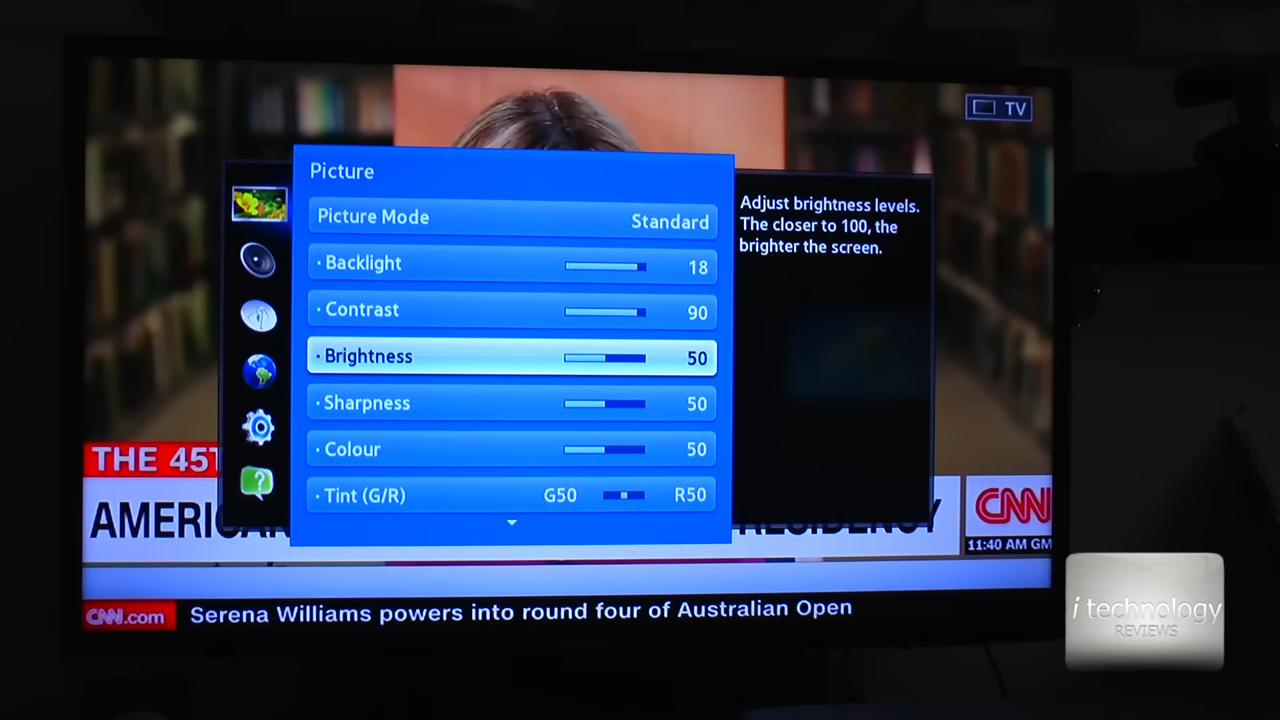 TV
Picture
Picture Mode Standard
· Backlight 18
· Contrast 90
· Brightness 50
· Sharpness 50
· Colour 50
· Tint (G/R) G50 R50
Adjust brightness levels.
The closer to 100, the
brighter the screen.
?
THE 45T
CNN
11:40 AM GM
CNN.com Serena Williams powers into round four of Australian Open
i technology
REVIEWS